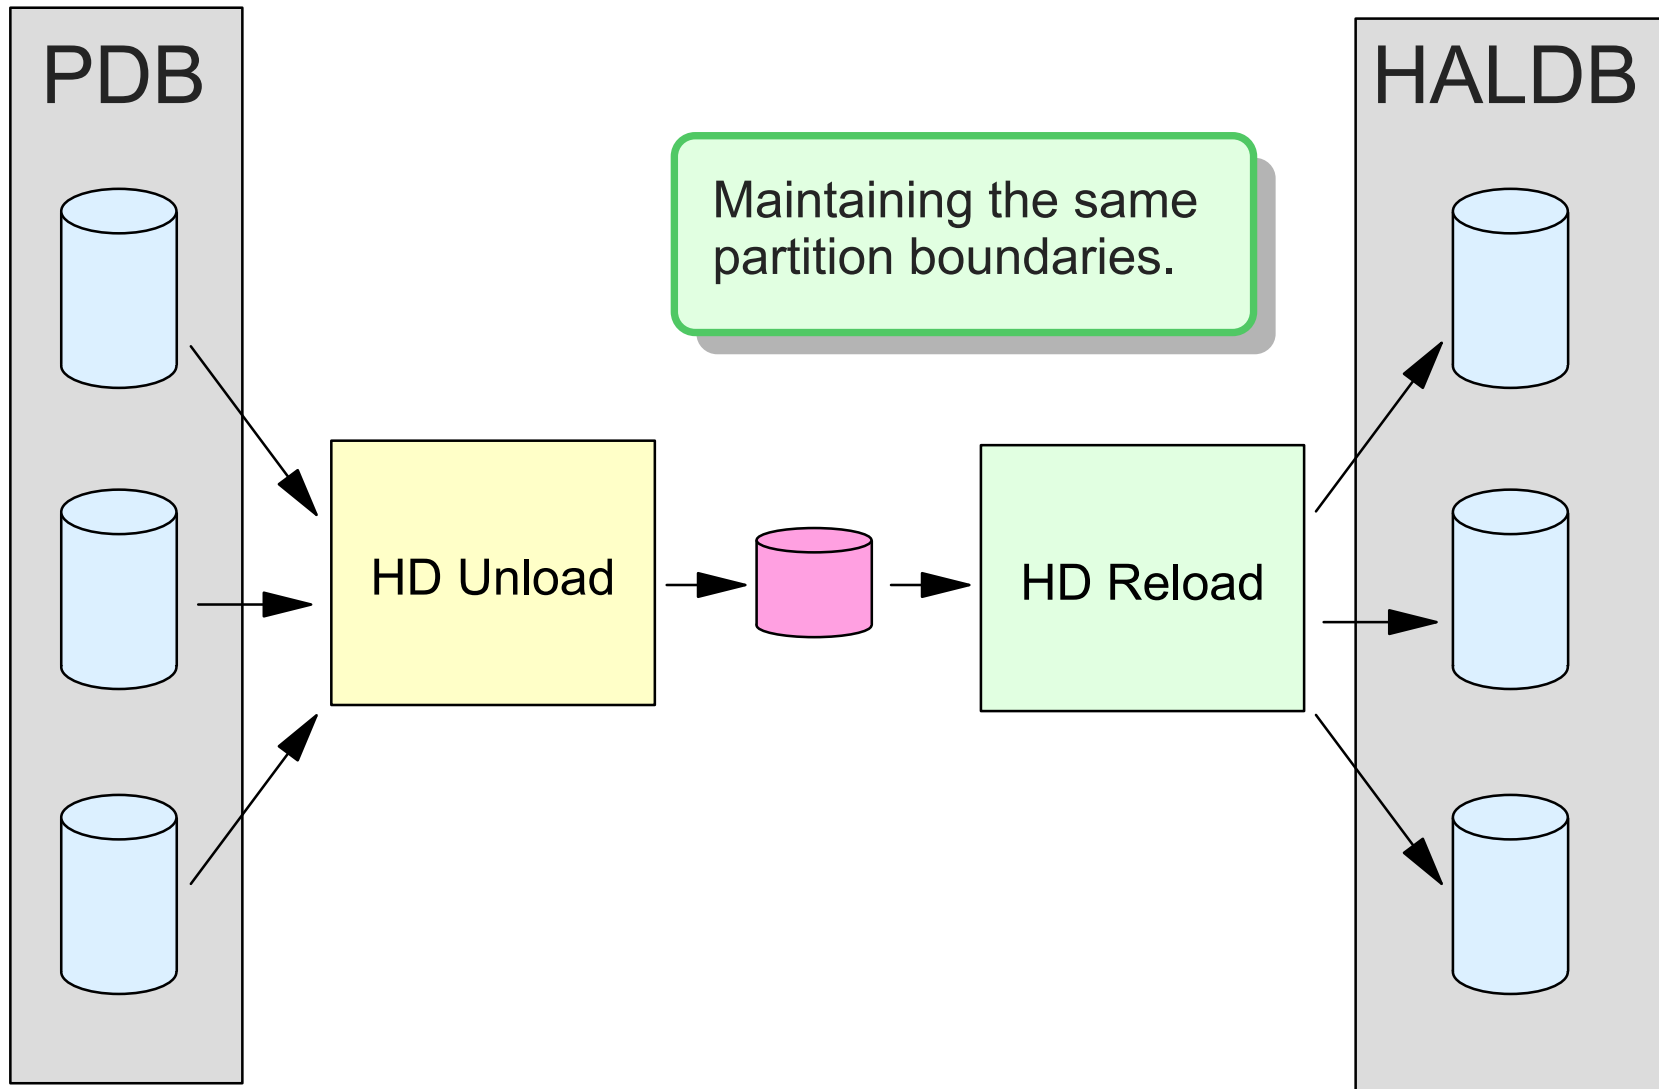 PDB
HALDB
Maintaining the same
partition boundaries.
HD Unload
HD Reload